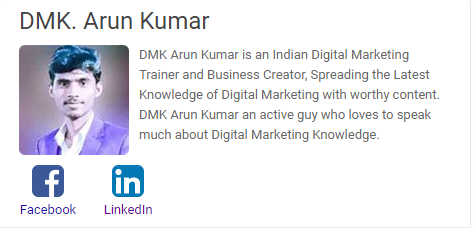 DMK. Arun Kumar
DMK Arun Kumar is an Indian Digital Marketing
Trainer and Business Creator, Spreading the Latest
Knowledge of Digital Marketing with worthy content.
DMK Arun Kumar an active guy who loves to speak
much about Digital Marketing Knowledge.
f in
Facebook LinkedIn